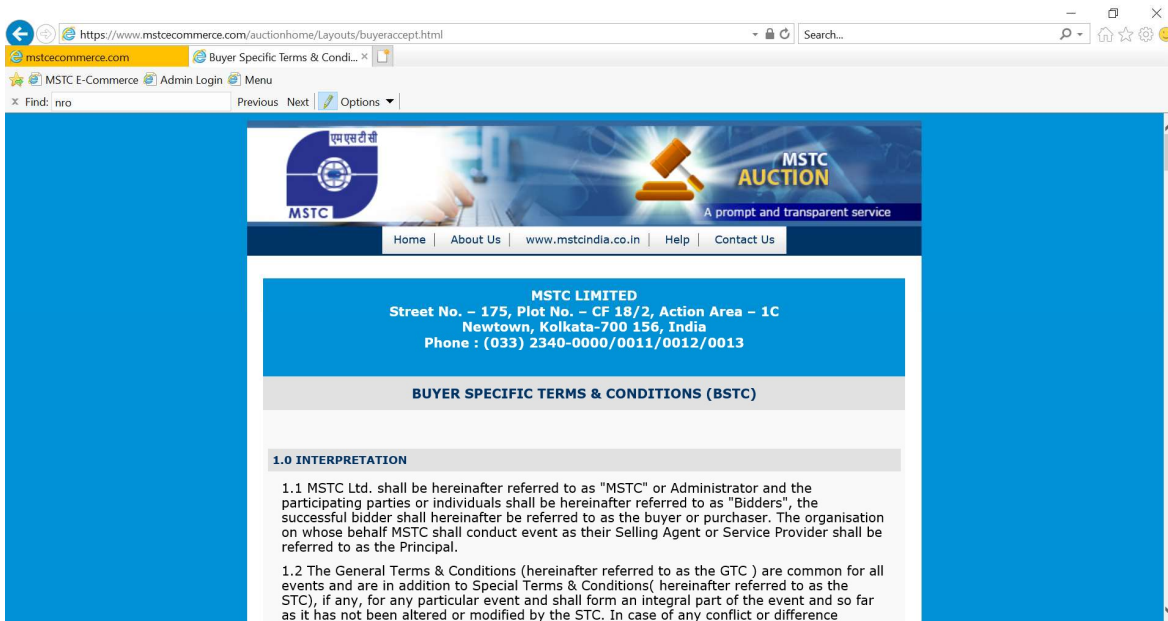 https://www.mstcecommerce.com/auctionhome/Layouts/buyeraccept.html
Search...
mstcecommerce.com
Buyer Specific Terms & Condi...
MSTC E-Commerce Admin Login Menu
Find: nro Previous Next Options
एम एस टी सी
MSTC
MSTC
AUCTION
A prompt and transparent service
Home | About Us | www.mstcindia.co.in | Help | Contact Us
MSTC LIMITED
Street No. – 175, Plot No. – CF 18/2, Action Area – 1C
Newtown, Kolkata-700 156, India
Phone : (033) 2340-0000/0011/0012/0013
BUYER SPECIFIC TERMS & CONDITIONS (BSTC)
1.0 INTERPRETATION
1.1 MSTC Ltd. shall be hereinafter referred to as "MSTC" or Administrator and the
participating parties or individuals shall be hereinafter referred to as "Bidders", the
successful bidder shall hereinafter be referred to as the buyer or purchaser. The organisation
on whose behalf MSTC shall conduct event as their Selling Agent or Service Provider shall be
referred to as the Principal.
1.2 The General Terms & Conditions (hereinafter referred to as the GTC ) are common for all
events and are in addition to Special Terms & Conditions( hereinafter referred to as the
STC), if any, for any particular event and shall form an integral part of the event and so far
as it has not been altered or modified by the STC. In case of any conflict or difference